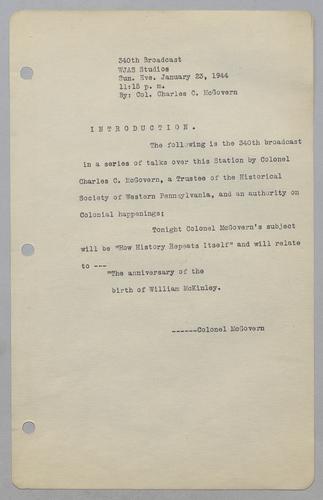 340th Broadcast
WJAS Studios
Sun. Eve. January 23, 1944
11:15 p. m.
By: Col. Charles C. McGovern
I N T R O D U C T I O N .
The following is the 340th broadcast
in a series of talks over this Station by Colonel
Charles C. McGovern, a Trustee of the Historical
Society of Western Pennsylvania, and an authority on
Colonial happenings;
Tonight Colonel McGovern's subject
will be "How History Repeats Itself" and will relate
to ---
"The anniversary of the
birth of William McKinley.
------Colonel McGovern